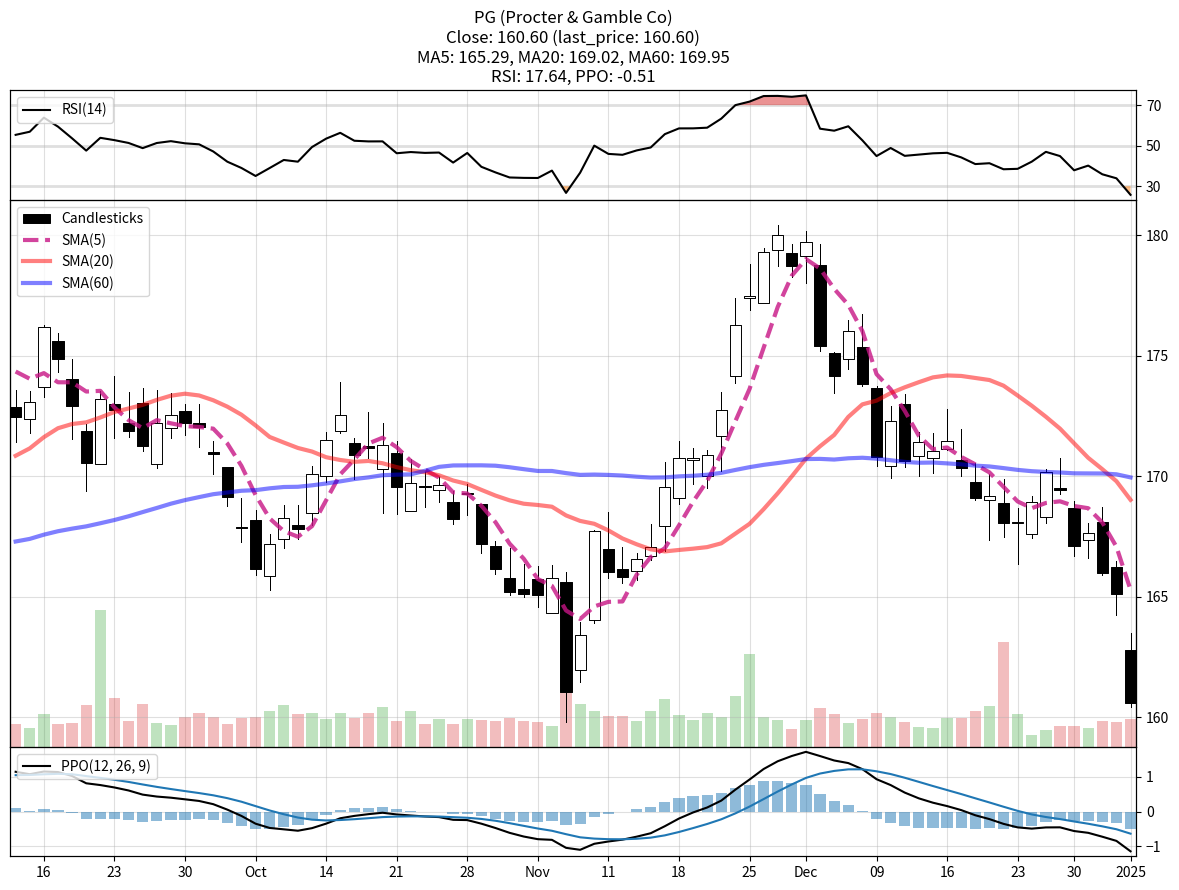 PG (Procter & Gamble Co)
Close: 160.60 (last_price: 160.60)
MA5: 165.29, MA20: 169.02, MA60: 169.95
RSI: 17.64, PPO: -0.51
RSI(14)
70
50
30
Candlesticks
SMA(5)
SMA(20)
SMA(60)
180
175
170
165
160
PPO(12, 26, 9)
1
0
−1
16 23 30 Oct 14 21 28 Nov 11 18 25 Dec 09 16 23 30 2025